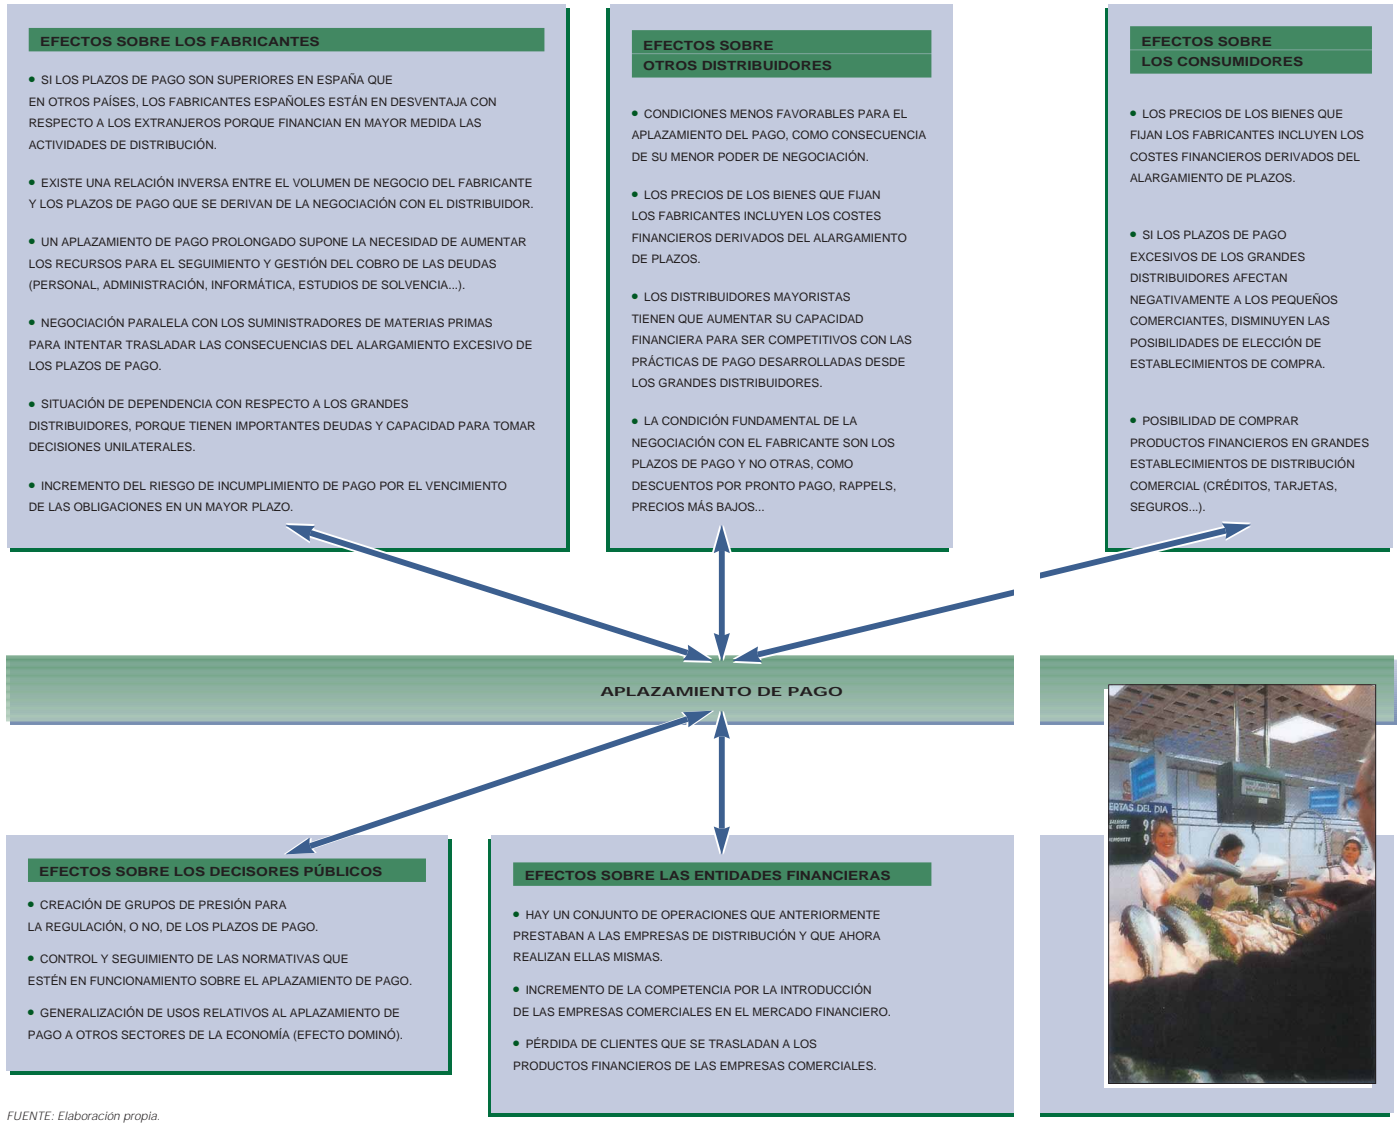 EFECTOS SOBRE LOS FABRICANTES
● SI LOS PLAZOS DE PAGO SON SUPERIORES EN ESPAÑA QUE
EN OTROS PAÍSES, LOS FABRICANTES ESPAÑOLES ESTÁN EN DESVENTAJA CON
RESPECTO A LOS EXTRANJEROS PORQUE FINANCIAN EN MAYOR MEDIDA LAS
ACTIVIDADES DE DISTRIBUCIÓN.
● EXISTE UNA RELACIÓN INVERSA ENTRE EL VOLUMEN DE NEGOCIO DEL FABRICANTE
Y LOS PLAZOS DE PAGO QUE SE DERIVAN DE LA NEGOCIACIÓN CON EL DISTRIBUIDOR.
● UN APLAZAMIENTO DE PAGO PROLONGADO SUPONE LA NECESIDAD DE AUMENTAR
LOS RECURSOS PARA EL SEGUIMIENTO Y GESTIÓN DEL COBRO DE LAS DEUDAS
(PERSONAL, ADMINISTRACIÓN, INFORMÁTICA, ESTUDIOS DE SOLVENCIA...).
● NEGOCIACIÓN PARALELA CON LOS SUMINISTRADORES DE MATERIAS PRIMAS
PARA INTENTAR TRASLADAR LAS CONSECUENCIAS DEL ALARGAMIENTO EXCESIVO DE
LOS PLAZOS DE PAGO.
● SITUACIÓN DE DEPENDENCIA CON RESPECTO A LOS GRANDES
DISTRIBUIDORES, PORQUE TIENEN IMPORTANTES DEUDAS Y CAPACIDAD PARA TOMAR
DECISIONES UNILATERALES.
● INCREMENTO DEL RIESGO DE INCUMPLIMIENTO DE PAGO POR EL VENCIMIENTO
DE LAS OBLIGACIONES EN UN MAYOR PLAZO.
EFECTOS SOBRE
OTROS DISTRIBUIDORES
● CONDICIONES MENOS FAVORABLES PARA EL
APLAZAMIENTO DEL PAGO, COMO CONSECUENCIA
DE SU MENOR PODER DE NEGOCIACIÓN.
● LOS PRECIOS DE LOS BIENES QUE FIJAN
LOS FABRICANTES INCLUYEN LOS COSTES
FINANCIEROS DERIVADOS DEL ALARGAMIENTO
DE PLAZOS.
● LOS DISTRIBUIDORES MAYORISTAS
TIENEN QUE AUMENTAR SU CAPACIDAD
FINANCIERA PARA SER COMPETITIVOS CON LAS
PRÁCTICAS DE PAGO DESARROLLADAS DESDE
LOS GRANDES DISTRIBUIDORES.
● LA CONDICIÓN FUNDAMENTAL DE LA
NEGOCIACIÓN CON EL FABRICANTE SON LOS
PLAZOS DE PAGO Y NO OTRAS, COMO
DESCUENTOS POR PRONTO PAGO, RAPPELS,
PRECIOS MÁS BAJOS...
EFECTOS SOBRE
LOS CONSUMIDORES
● LOS PRECIOS DE LOS BIENES QUE
FIJAN LOS FABRICANTES INCLUYEN LOS
COSTES FINANCIEROS DERIVADOS DEL
ALARGAMIENTO DE PLAZOS.
● SI LOS PLAZOS DE PAGO
EXCESIVOS DE LOS GRANDES
DISTRIBUIDORES AFECTAN
NEGATIVAMENTE A LOS PEQUEÑOS
COMERCIANTES, DISMINUYEN LAS
POSIBILIDADES DE ELECCIÓN DE
ESTABLECIMIENTOS DE COMPRA.
● POSIBILIDAD DE COMPRAR
PRODUCTOS FINANCIEROS EN GRANDES
ESTABLECIMIENTOS DE DISTRIBUCIÓN
COMERCIAL (CRÉDITOS, TARJETAS,
SEGUROS...).
APLAZAMIENTO DE PAGO
EFECTOS SOBRE LOS DECISORES PÚBLICOS
● CREACIÓN DE GRUPOS DE PRESIÓN PARA
LA REGULACIÓN, O NO, DE LOS PLAZOS DE PAGO.
● CONTROL Y SEGUIMIENTO DE LAS NORMATIVAS QUE
ESTÉN EN FUNCIONAMIENTO SOBRE EL APLAZAMIENTO DE PAGO.
● GENERALIZACIÓN DE USOS RELATIVOS AL APLAZAMIENTO DE
PAGO A OTROS SECTORES DE LA ECONOMÍA (EFECTO DOMINÓ).
EFECTOS SOBRE LAS ENTIDADES FINANCIERAS
● HAY UN CONJUNTO DE OPERACIONES QUE ANTERIORMENTE
PRESTABAN A LAS EMPRESAS DE DISTRIBUCIÓN Y QUE AHORA
REALIZAN ELLAS MISMAS.
● INCREMENTO DE LA COMPETENCIA POR LA INTRODUCCIÓN
DE LAS EMPRESAS COMERCIALES EN EL MERCADO FINANCIERO.
● PÉRDIDA DE CLIENTES QUE SE TRASLADAN A LOS
PRODUCTOS FINANCIEROS DE LAS EMPRESAS COMERCIALES.
ERTAS DEL DIA
FUENTE: Elaboración propia.